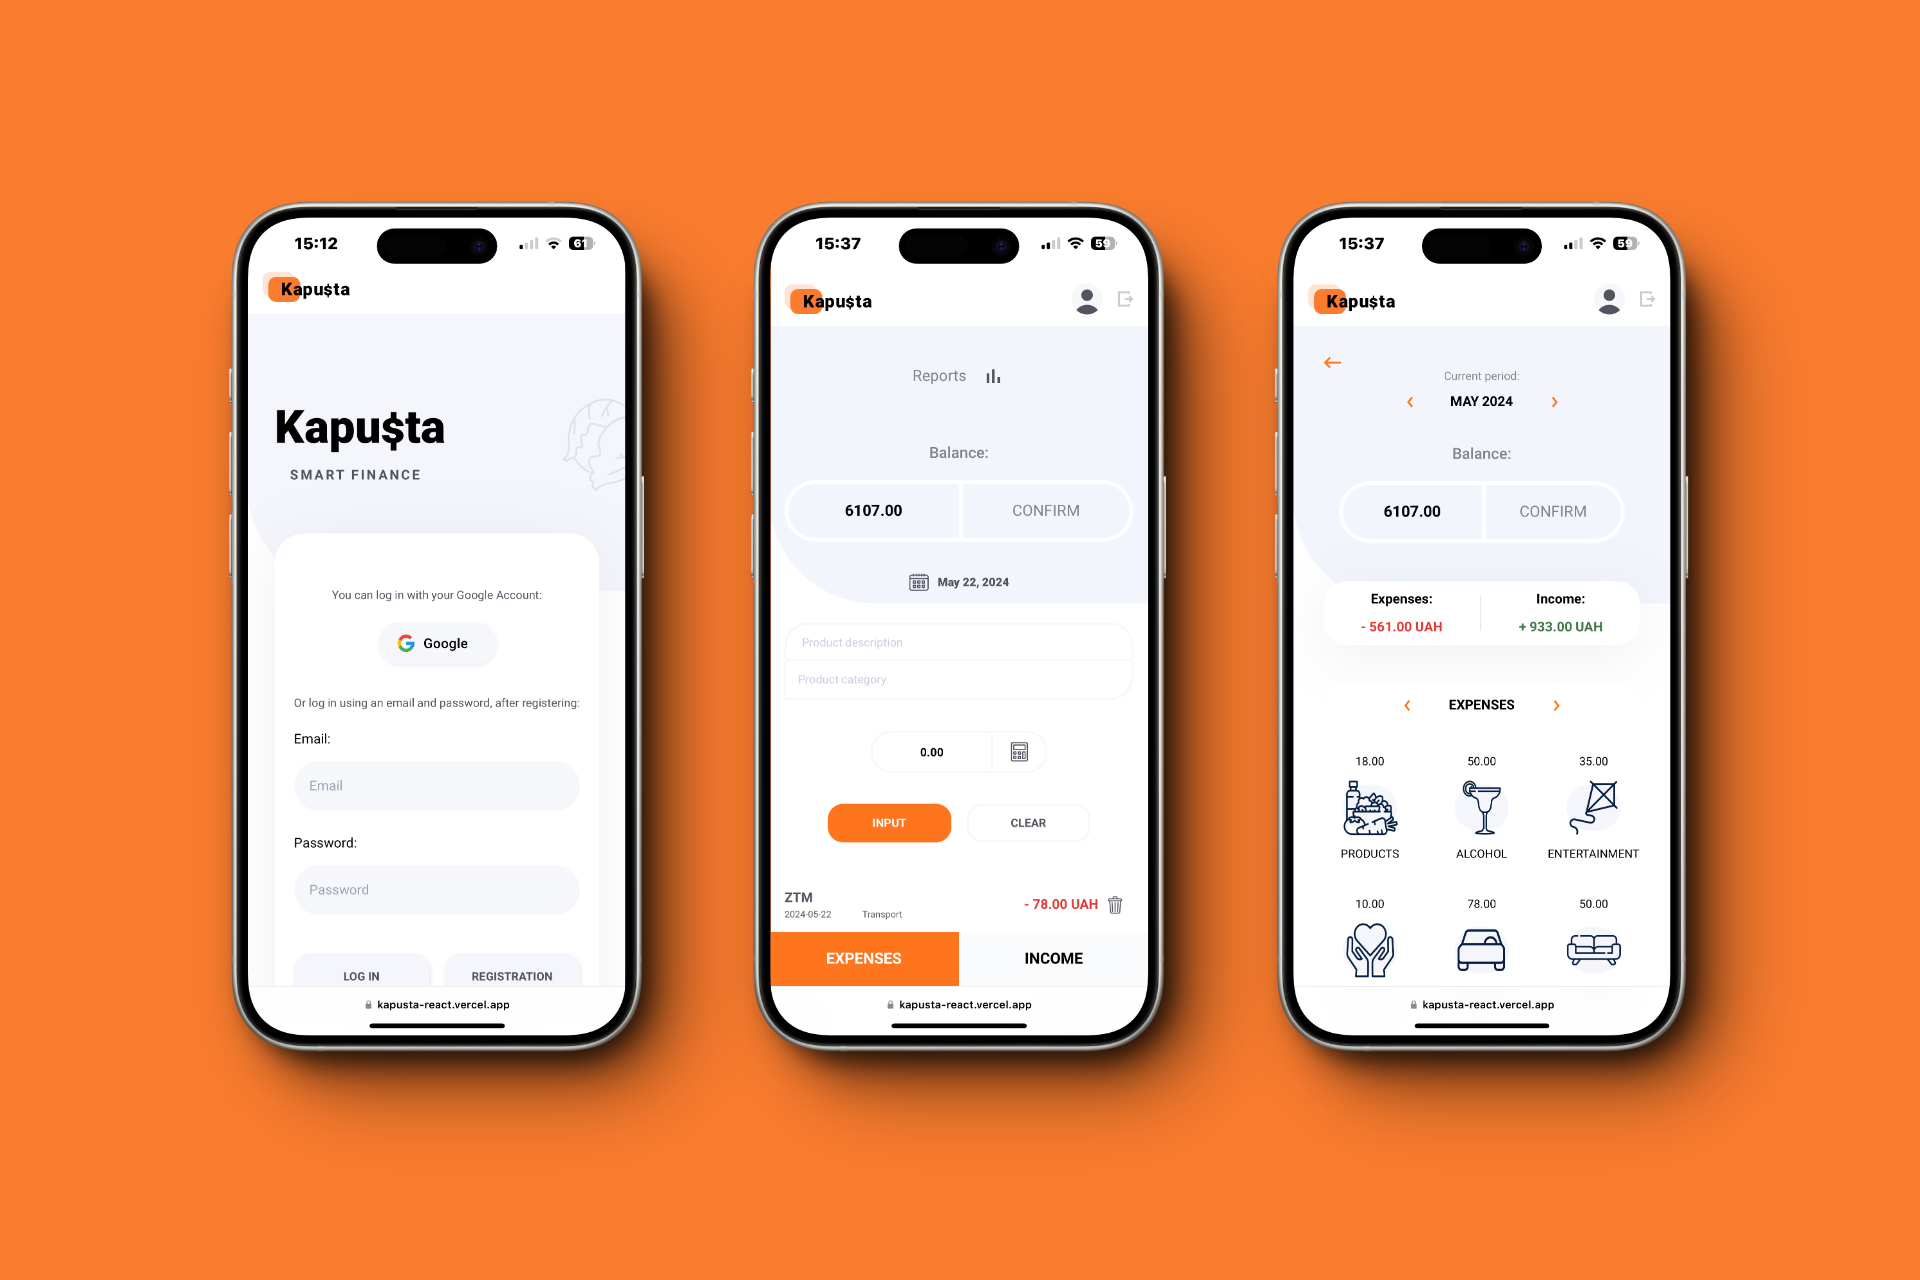 15:12
61
Kapu$ta
Kapu$ta
SMART FINANCE
You can log in with your Google Account:
Google
Or log in using an email and password, after registering:
Email:
Email
Password:
Password
LOG IN
REGISTRATION
kapusta-react.vercel.app
15:37
59
Kapu$ta
Reports
Balance:
6107.00
CONFIRM
May 22, 2024
Product description
Product category
0.00
INPUT
CLEAR
ZTM
2024-05-22
Transport
- 78.00 UAH
EXPENSES
INCOME
kapusta-react.vercel.app
15:37
59
Kapu$ta
Current period:
MAY 2024
Balance:
6107.00
CONFIRM
Expenses:
Income:
- 561.00 UAH
+ 933.00 UAH
EXPENSES
18.00
50.00
35.00
PRODUCTS
ALCOHOL
ENTERTAINMENT
10.00
78.00
50.00
kapusta-react.vercel.app